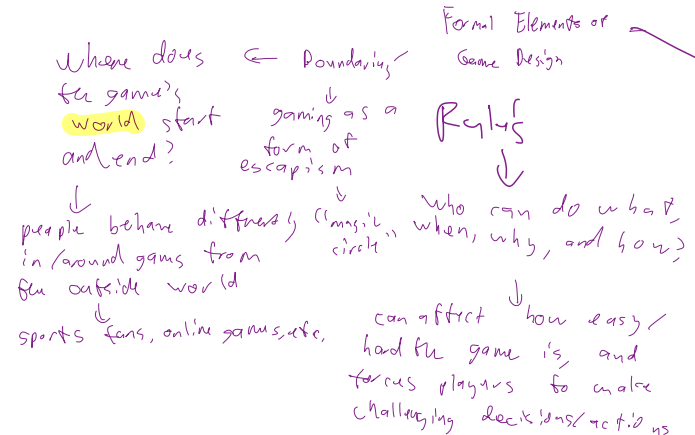 Formal Elements of
Game Design
Where does
the game's
world start
and end?
← Boundaries
↓
gaming as a
form of
escapism
↓
"magic
circle"
↓
people behave differently
in/around games from
the outside world
↓
sports fans, online games, etc.
Rules
↓
who can do what,
when, why, and how?
↓
can affect how easy/
hard the game is, and
forces players to make
challenging decisions/actions